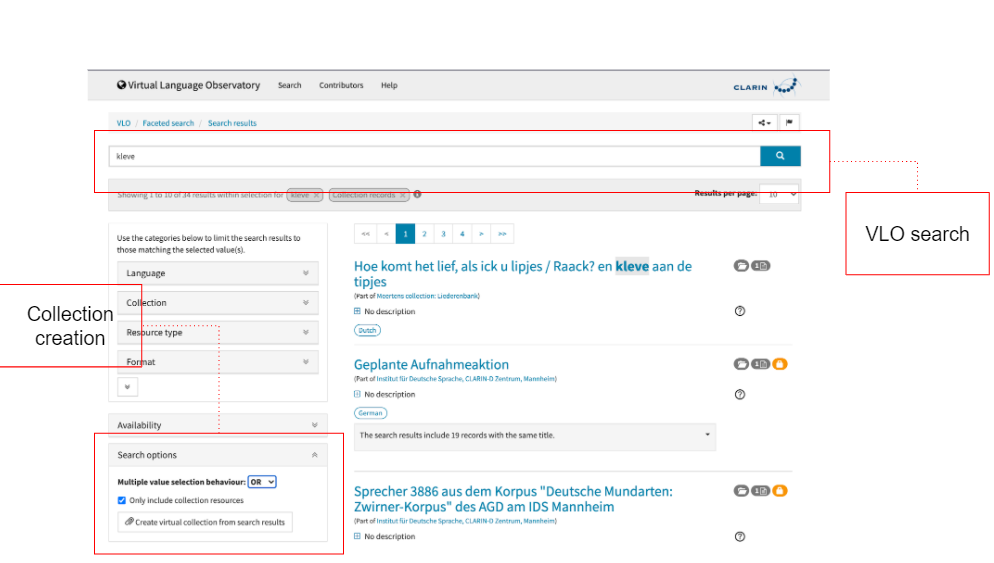 Virtual Language Observatory Search Contributors Help CLARIN
VLO / Faceted search / Search results
kleve
Showing 1 to 10 of 34 results within selection for kleve × Collection records × Results per page: 10
VLO search
Use the categories below to limit the search results to
those matching the selected value(s).
Language
Collection
Resource type
Format
Collection
creation
Availability
Search options
Multiple value selection behaviour: OR
Only include collection resources
Create virtual collection from search results
<< < 1 2 3 4 > >>
Hoe komt het lief, als ick u lipjes / Raack? en kleve aan de
tipjes
(Part of Meertens collection: Liederenbank)
No description
Dutch
1
Geplante Aufnahmeaktion
(Part of Institut für Deutsche Sprache, CLARIN-D Zentrum, Mannheim)
No description
German
1
The search results include 19 records with the same title.
Sprecher 3886 aus dem Korpus "Deutsche Mundarten:
Zwirner-Korpus" des AGD am IDS Mannheim
(Part of Institut für Deutsche Sprache, CLARIN-D Zentrum, Mannheim)
No description
1